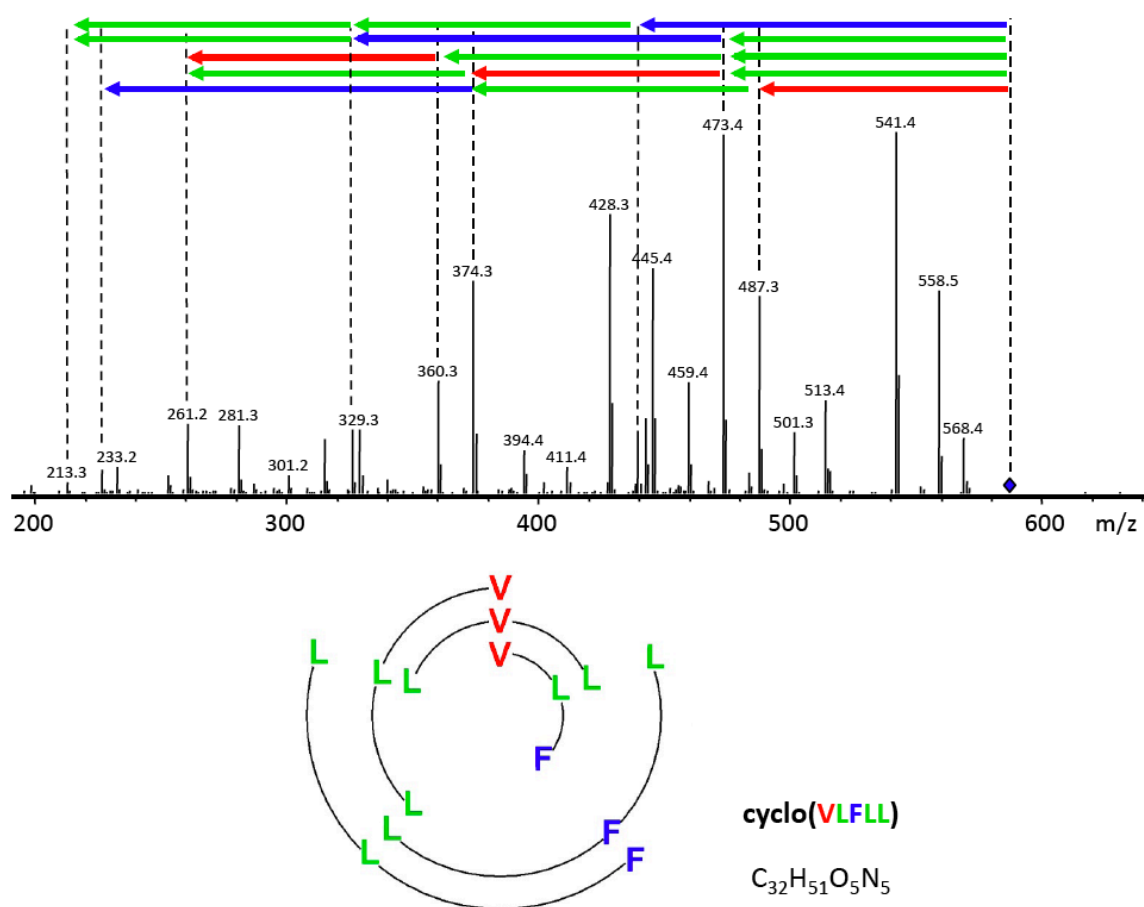 541.4
473.4
428.3
374.3
445.4
487.3
558.5
360.3
459.4
513.4
261.2
281.3
329.3
501.3
568.4
394.4
411.4
233.2
301.2
213.3
200
300
400
500
600
m/z
V
V
V
L
L
L
L
L
L
F
L
L
F
L
F
cyclo(VLFLL)
C₃₂H₅₁O₅N₅